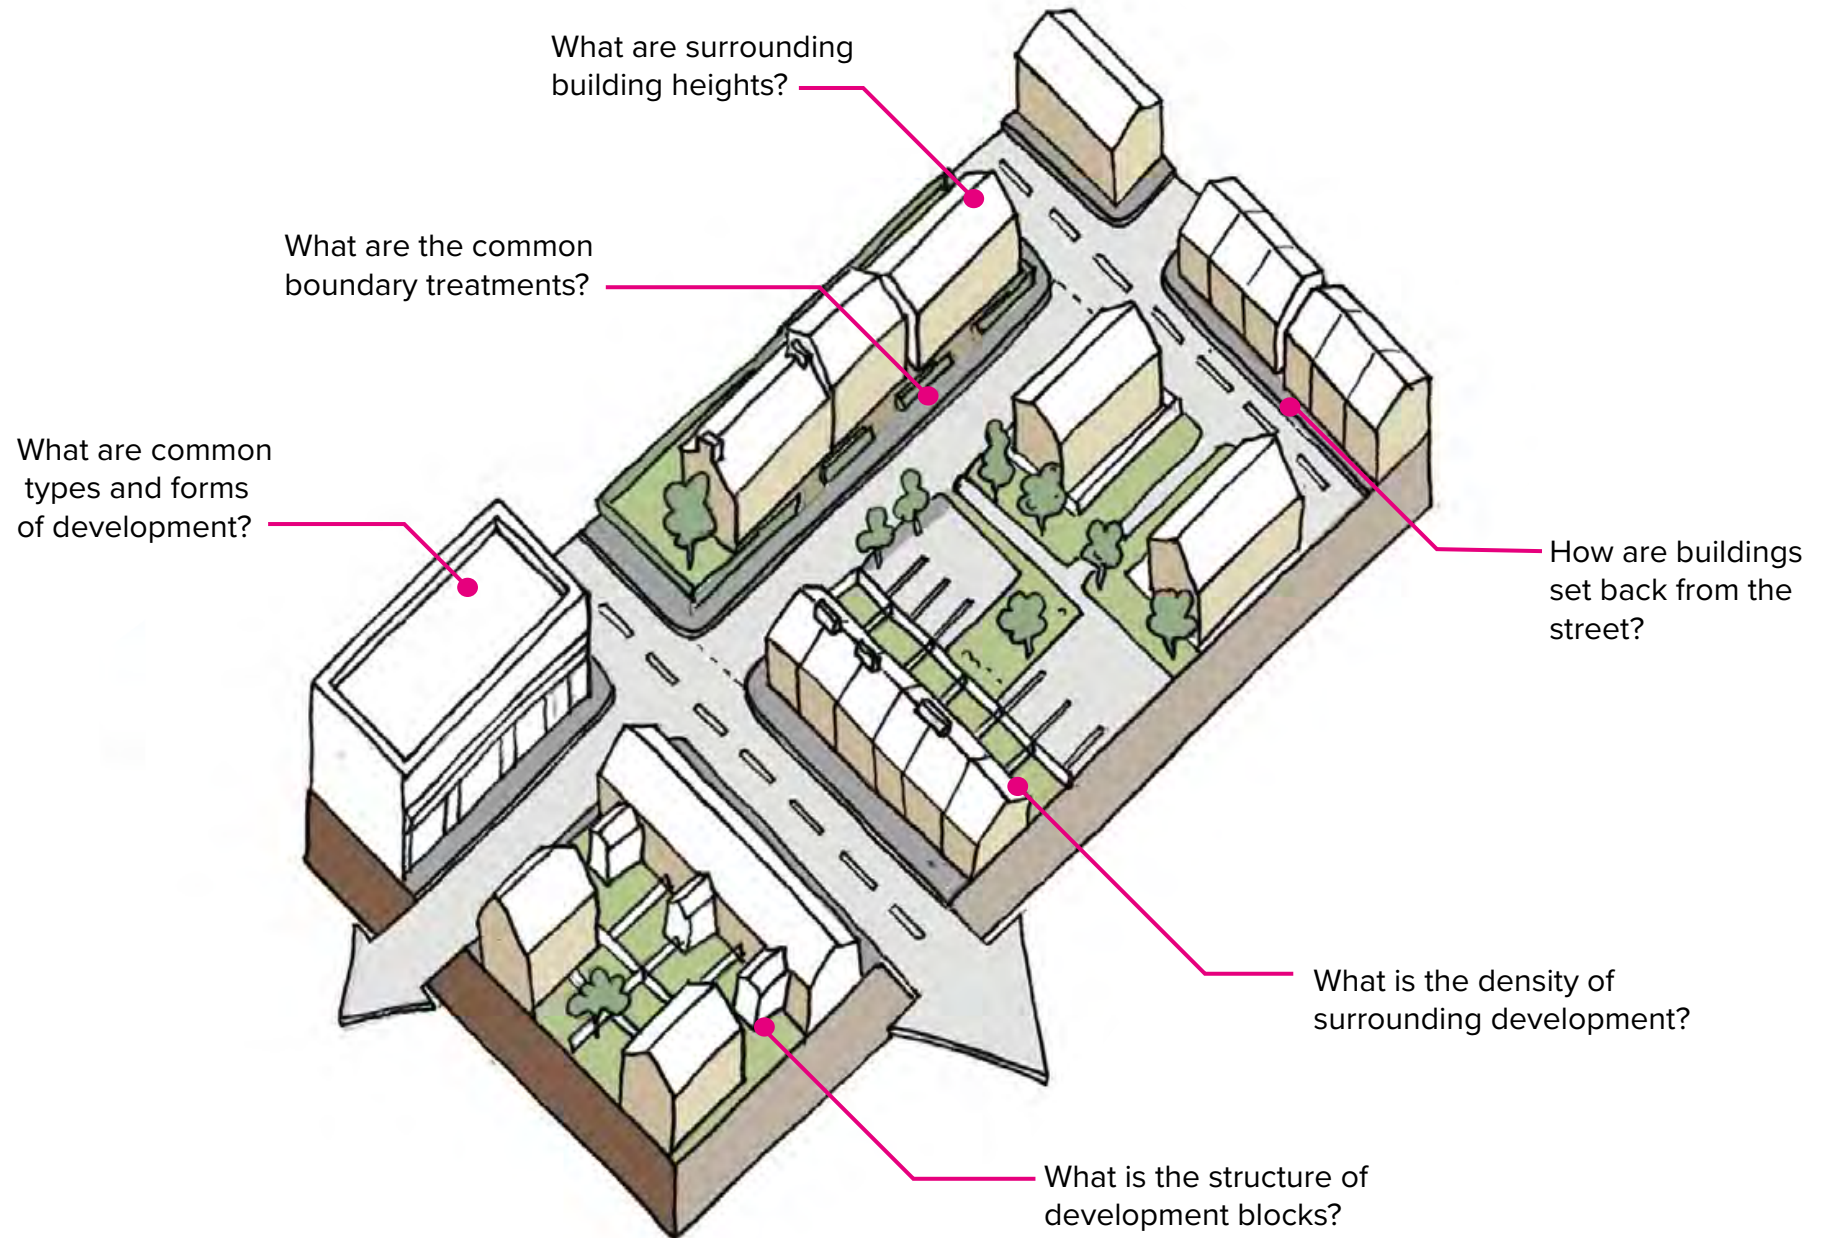 What are surrounding
building heights?
What are the common
boundary treatments?
What are common
types and forms
of development?
How are buildings
set back from the
street?
What is the density of
surrounding development?
What is the structure of
development blocks?